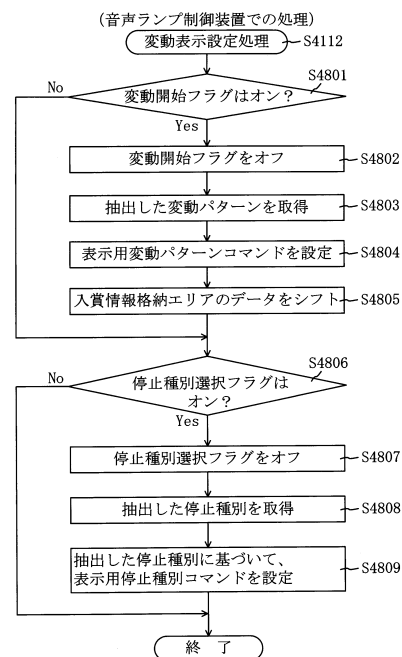 (音声ランプ制御装置での処理)
変動表示設定処理
S4112
S4801
No
変動開始フラグはオン?
Yes
変動開始フラグをオフ
S4802
抽出した変動パターンを取得
S4803
表示用変動パターンコマンドを設定
S4804
入賞情報格納エリアのデータをシフト
S4805
S4806
No
停止種別選択フラグは
オン?
Yes
停止種別選択フラグをオフ
S4807
抽出した停止種別を取得
S4808
抽出した停止種別に基づいて、
表示用停止種別コマンドを設定
S4809
終 了